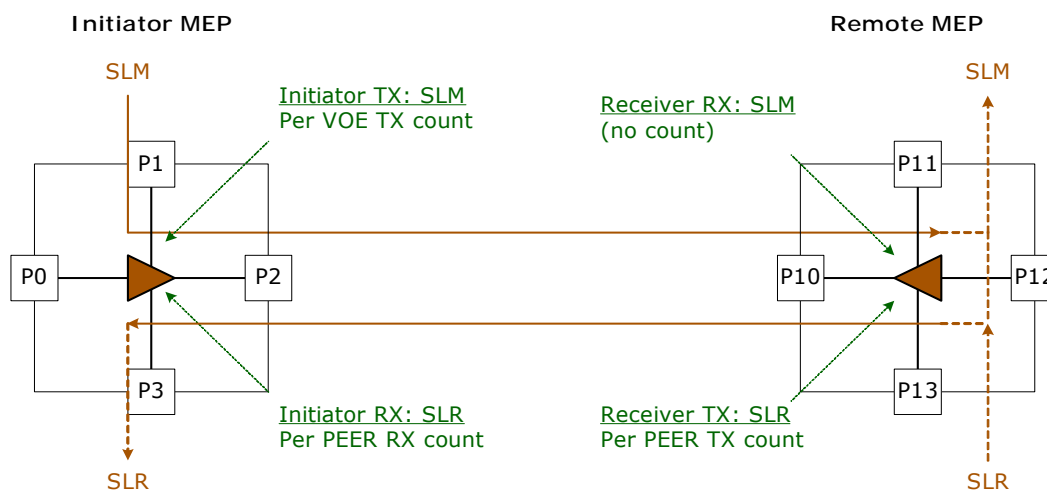 Initiator MEP
Remote MEP
SLM
SLM
Initiator TX: SLM
Per VOE TX count
Receiver RX: SLM
(no count)
P1
P11
P0
P2
P10
P12
P3
P13
Initiator RX: SLR
Per PEER RX count
Receiver TX: SLR
Per PEER TX count
SLR
SLR